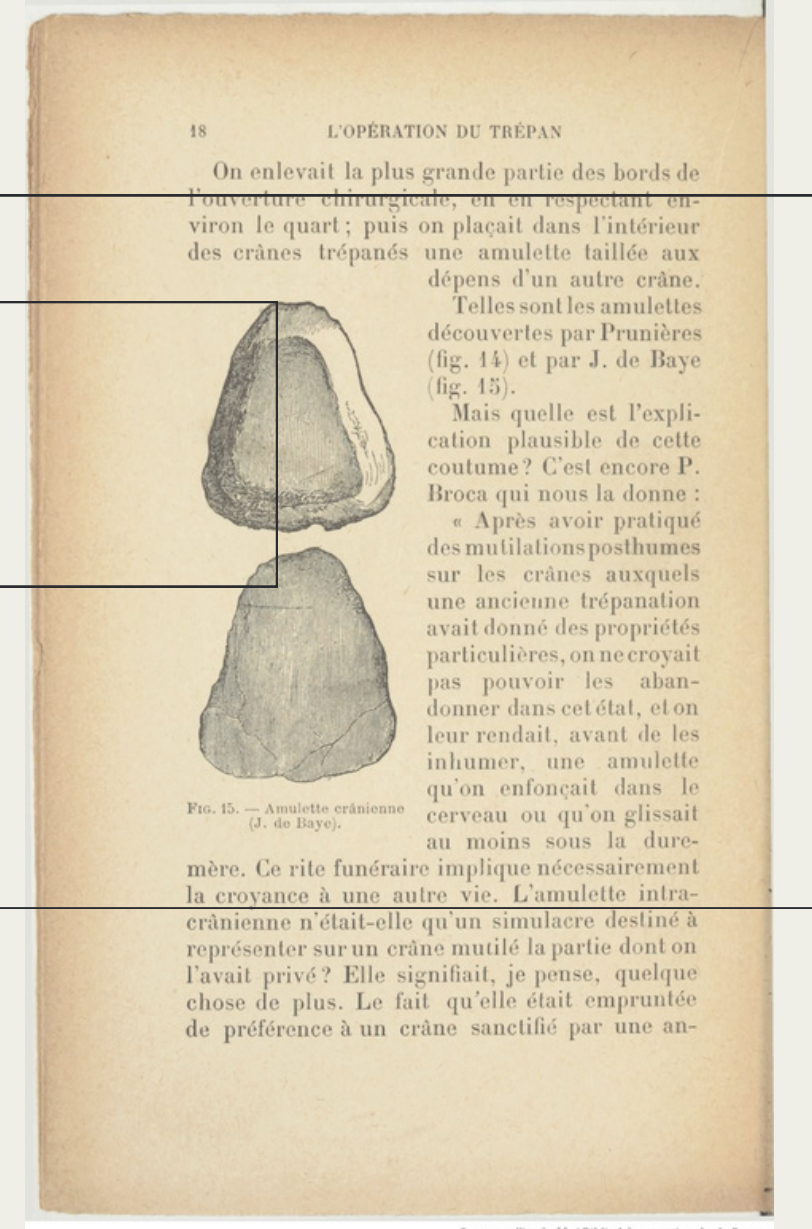 18
L'OPÉRATION DU TRÉPAN
On enlevait la plus grande partie des bords de
l'ouverture chirurgicale, en en respectant en-
viron le quart ; puis on plaçait dans l'intérieur
des crânes trépanés une amulette taillée aux
dépens d'un autre crâne.
Telles sont les amulettes
découvertes par Prunières
(fig. 14) et par J. de Baye
(fig. 15).
Mais quelle est l'expli-
cation plausible de cette
coutume ? C'est encore P.
Broca qui nous la donne :
« Après avoir pratiqué
des mutilations posthumes
sur les crânes auxquels
une ancienne trépanation
avait donné des propriétés
particulières, on ne croyait
pas pouvoir les aban-
donner dans cet état, et on
leur rendait, avant de les
inhumer, une amulette
qu'on enfonçait dans le
cerveau ou qu'on glissait
au moins sous la dure-
FIG. 15. — Amulette crânienne
(J. de Baye).
mère. Ce rite funéraire implique nécessairement
la croyance à une autre vie. L'amulette intra-
crânienne n'était-elle qu'un simulacre destiné à
représenter sur un crâne mutilé la partie dont on
l'avait privé ? Elle signifiait, je pense, quelque
chose de plus. Le fait qu'elle était empruntée
de préférence à un crâne sanctifié par une an-